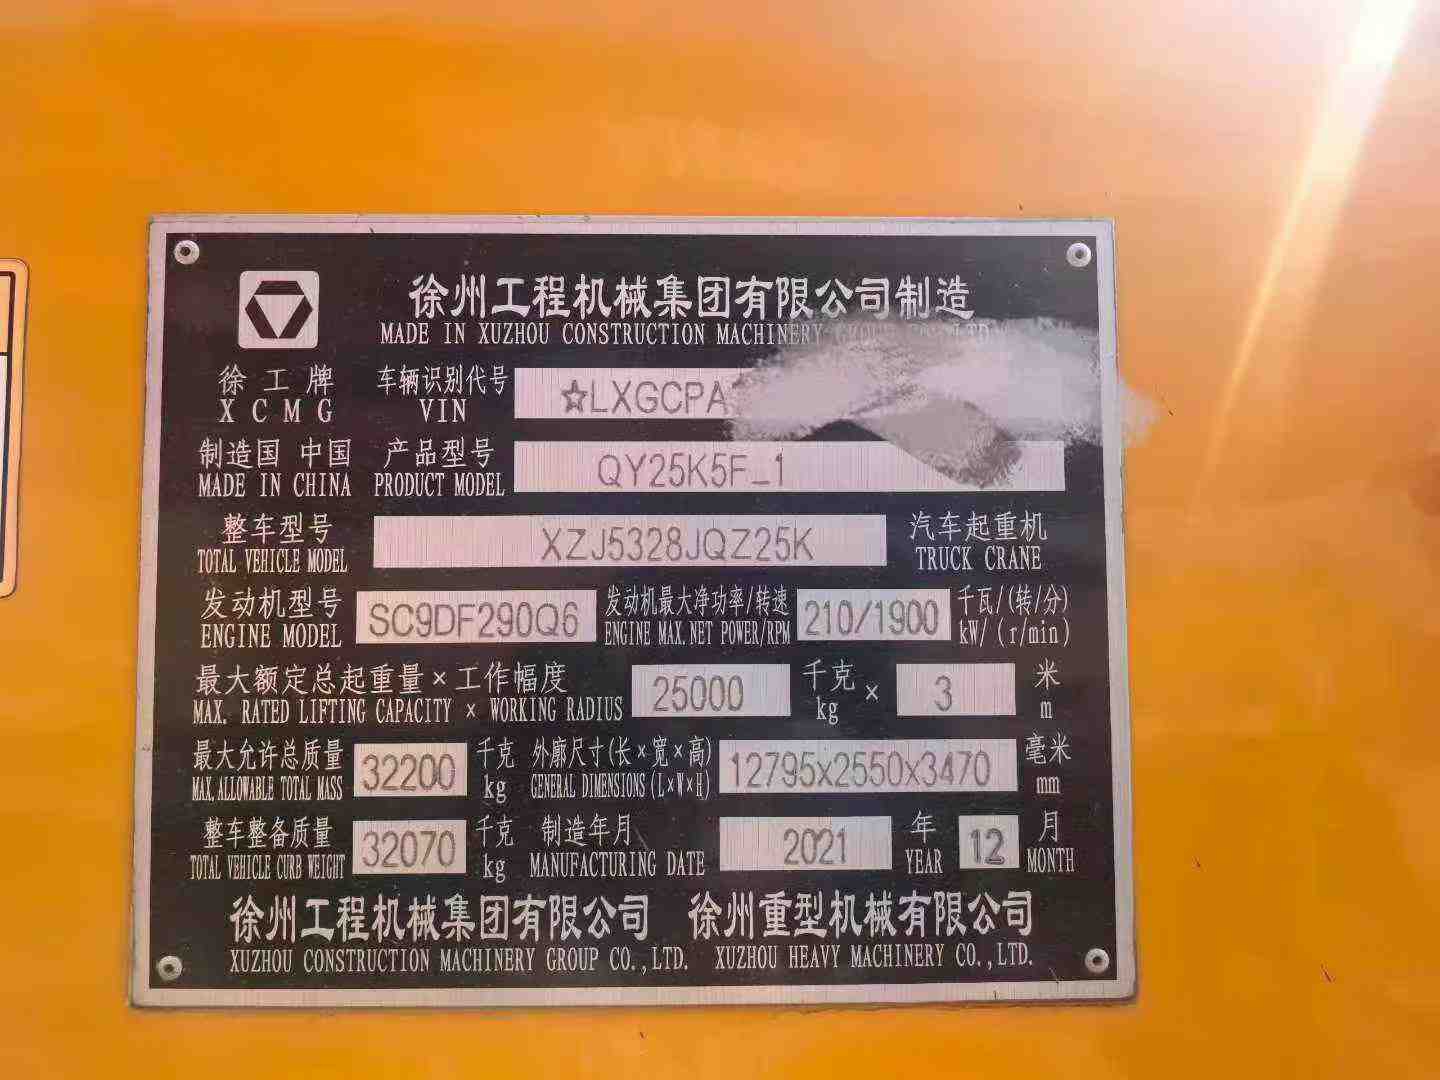 徐州工程机械集团有限公司制造
MADE IN XUZHOU CONSTRUCTION MACHINERY GROUP LTD.
徐工牌 车辆识别代号 ☆LXGCPA
XCMG VIN
制造国 中国 产品型号 QY25K5F_1
MADE IN CHINA PRODUCT MODEL
整车型号 XZJ5328JQZ25K 汽车起重机
TOTAL VEHICLE MODEL TRUCK CRANE
发动机型号 SC9DF290Q6 发动机最大净功率/转速 210/1900 千瓦/(转/分)
ENGINE MODEL ENGINE MAX.NET POWER/RPM kW/(r/min)
最大额定总起重量×工作幅度 25000 千克 × 3 米
MAX. RATED LIFTING CAPACITY × WORKING RADIUS kg m
最大允许总质量 32200 千克 外廓尺寸(长×宽×高) 12795x2550x3470 毫米
MAX.ALLOWABLE TOTAL MASS kg GENERAL DIMENSIONS(L×W×H) mm
整车整备质量 32070 千克 制造年月 2021 年 12 月
TOTAL VEHICLE CURB WEIGHT kg MANUFACTURING DATE YEAR MONTH
徐州工程机械集团有限公司 徐州重型机械有限公司
XUZHOU CONSTRUCTION MACHINERY GROUP CO.,LTD. XUZHOU HEAVY MACHINERY CO.,LTD.